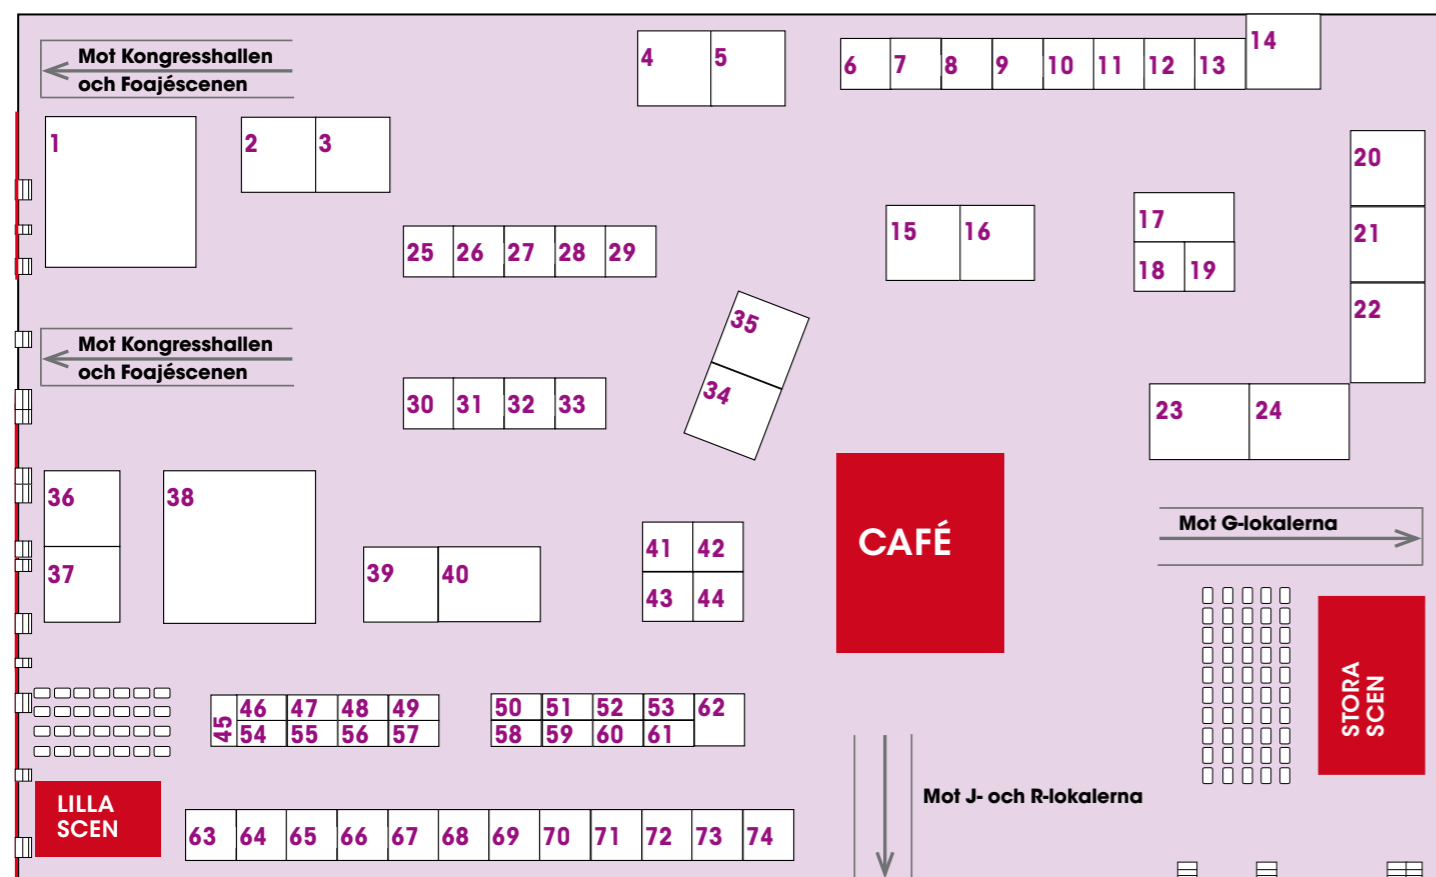 Mot Kongresshallen
och Foajéscenen
4 5
6 7 8 9 10 11 12 13 14
1
2 3
20
21
22
15 16
17
18 19
25 26 27 28 29
35
34
Mot Kongresshallen
och Foajéscenen
30 31 32 33
23 24
36
37
38
39 40
41 42
43 44
CAFÉ
Mot G-lokalerna
STORA
SCEN
45
46 47 48 49
54 55 56 57
50 51 52 53 62
58 59 60 61
LILLA
SCEN
Mot J- och R-lokalerna
63 64 65 66 67 68 69 70 71 72 73 74